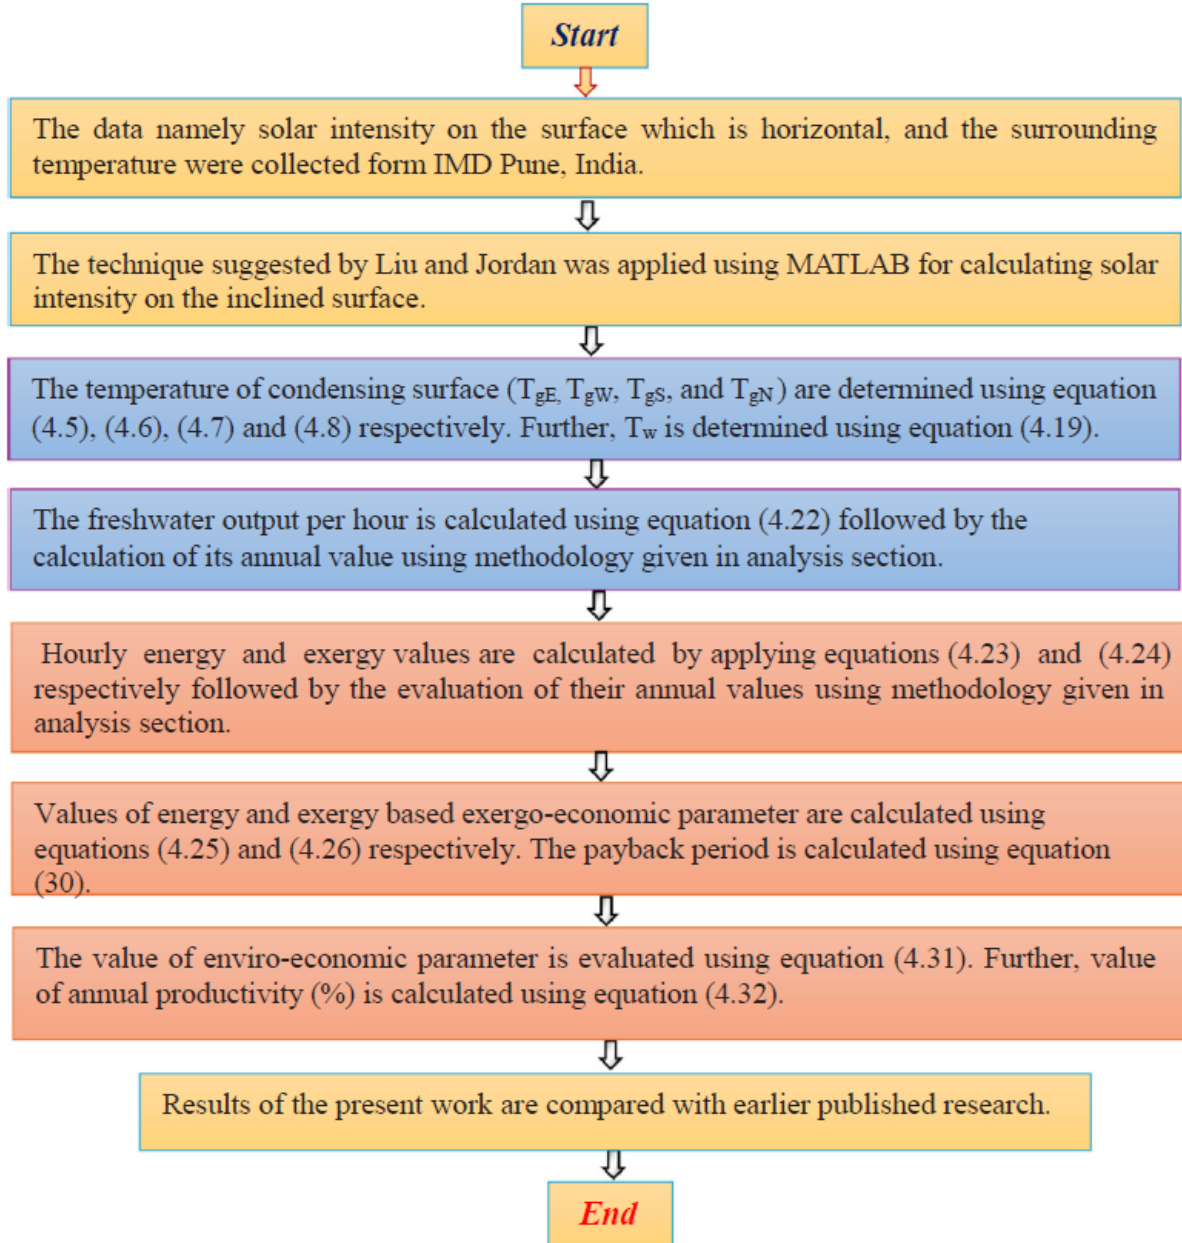 Start
The data namely solar intensity on the surface which is horizontal, and the surrounding
temperature were collected form IMD Pune, India.
The technique suggested by Liu and Jordan was applied using MATLAB for calculating solar
intensity on the inclined surface.
The temperature of condensing surface (TgE, TgW, TgS, and TgN) are determined using equation
(4.5), (4.6), (4.7) and (4.8) respectively. Further, Tw is determined using equation (4.19).
The freshwater output per hour is calculated using equation (4.22) followed by the
calculation of its annual value using methodology given in analysis section.
Hourly energy and exergy values are calculated by applying equations (4.23) and (4.24)
respectively followed by the evaluation of their annual values using methodology given in
analysis section.
Values of energy and exergy based exergo-economic parameter are calculated using
equations (4.25) and (4.26) respectively. The payback period is calculated using equation
(30).
The value of enviro-economic parameter is evaluated using equation (4.31). Further, value
of annual productivity (%) is calculated using equation (4.32).
Results of the present work are compared with earlier published research.
End